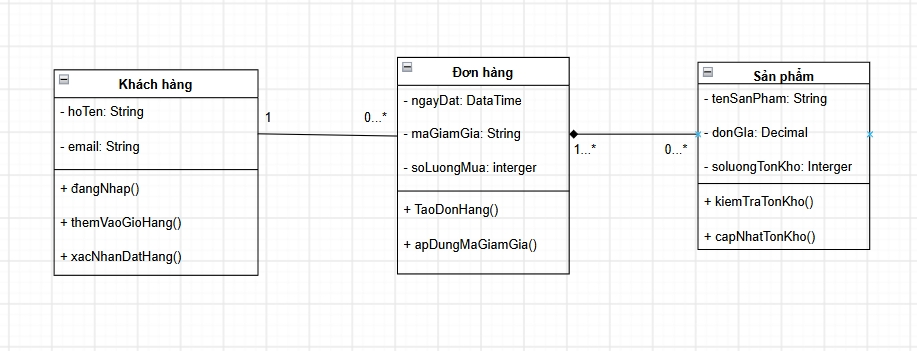 Khách hàng
- hoTen: String
- email: String
+ đangNhap()
+ themVaoGioHang()
+ xacNhanDatHang()
1
0...*
Đơn hàng
- ngayDat: DataTime
- maGiamGia: String
- soLuongMua: interger
+ TaoDonHang()
+ apDungMaGiamGia()
1...*
0...*
Sản phẩm
- tenSanPham: String
- donGIa: Decimal
- soluongTonKho: Interger
+ kiemTraTonKho()
+ capNhatTonKho()